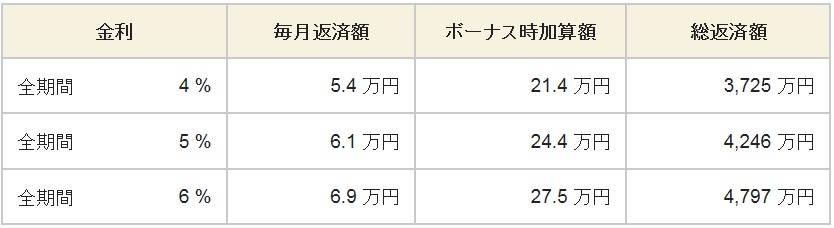 金利 毎月返済額 ボーナス時加算額 総返済額
全期間 4 % 5.4 万円 21.4 万円 3,725 万円
全期間 5 % 6.1 万円 24.4 万円 4,246 万円
全期間 6 % 6.9 万円 27.5 万円 4,797 万円